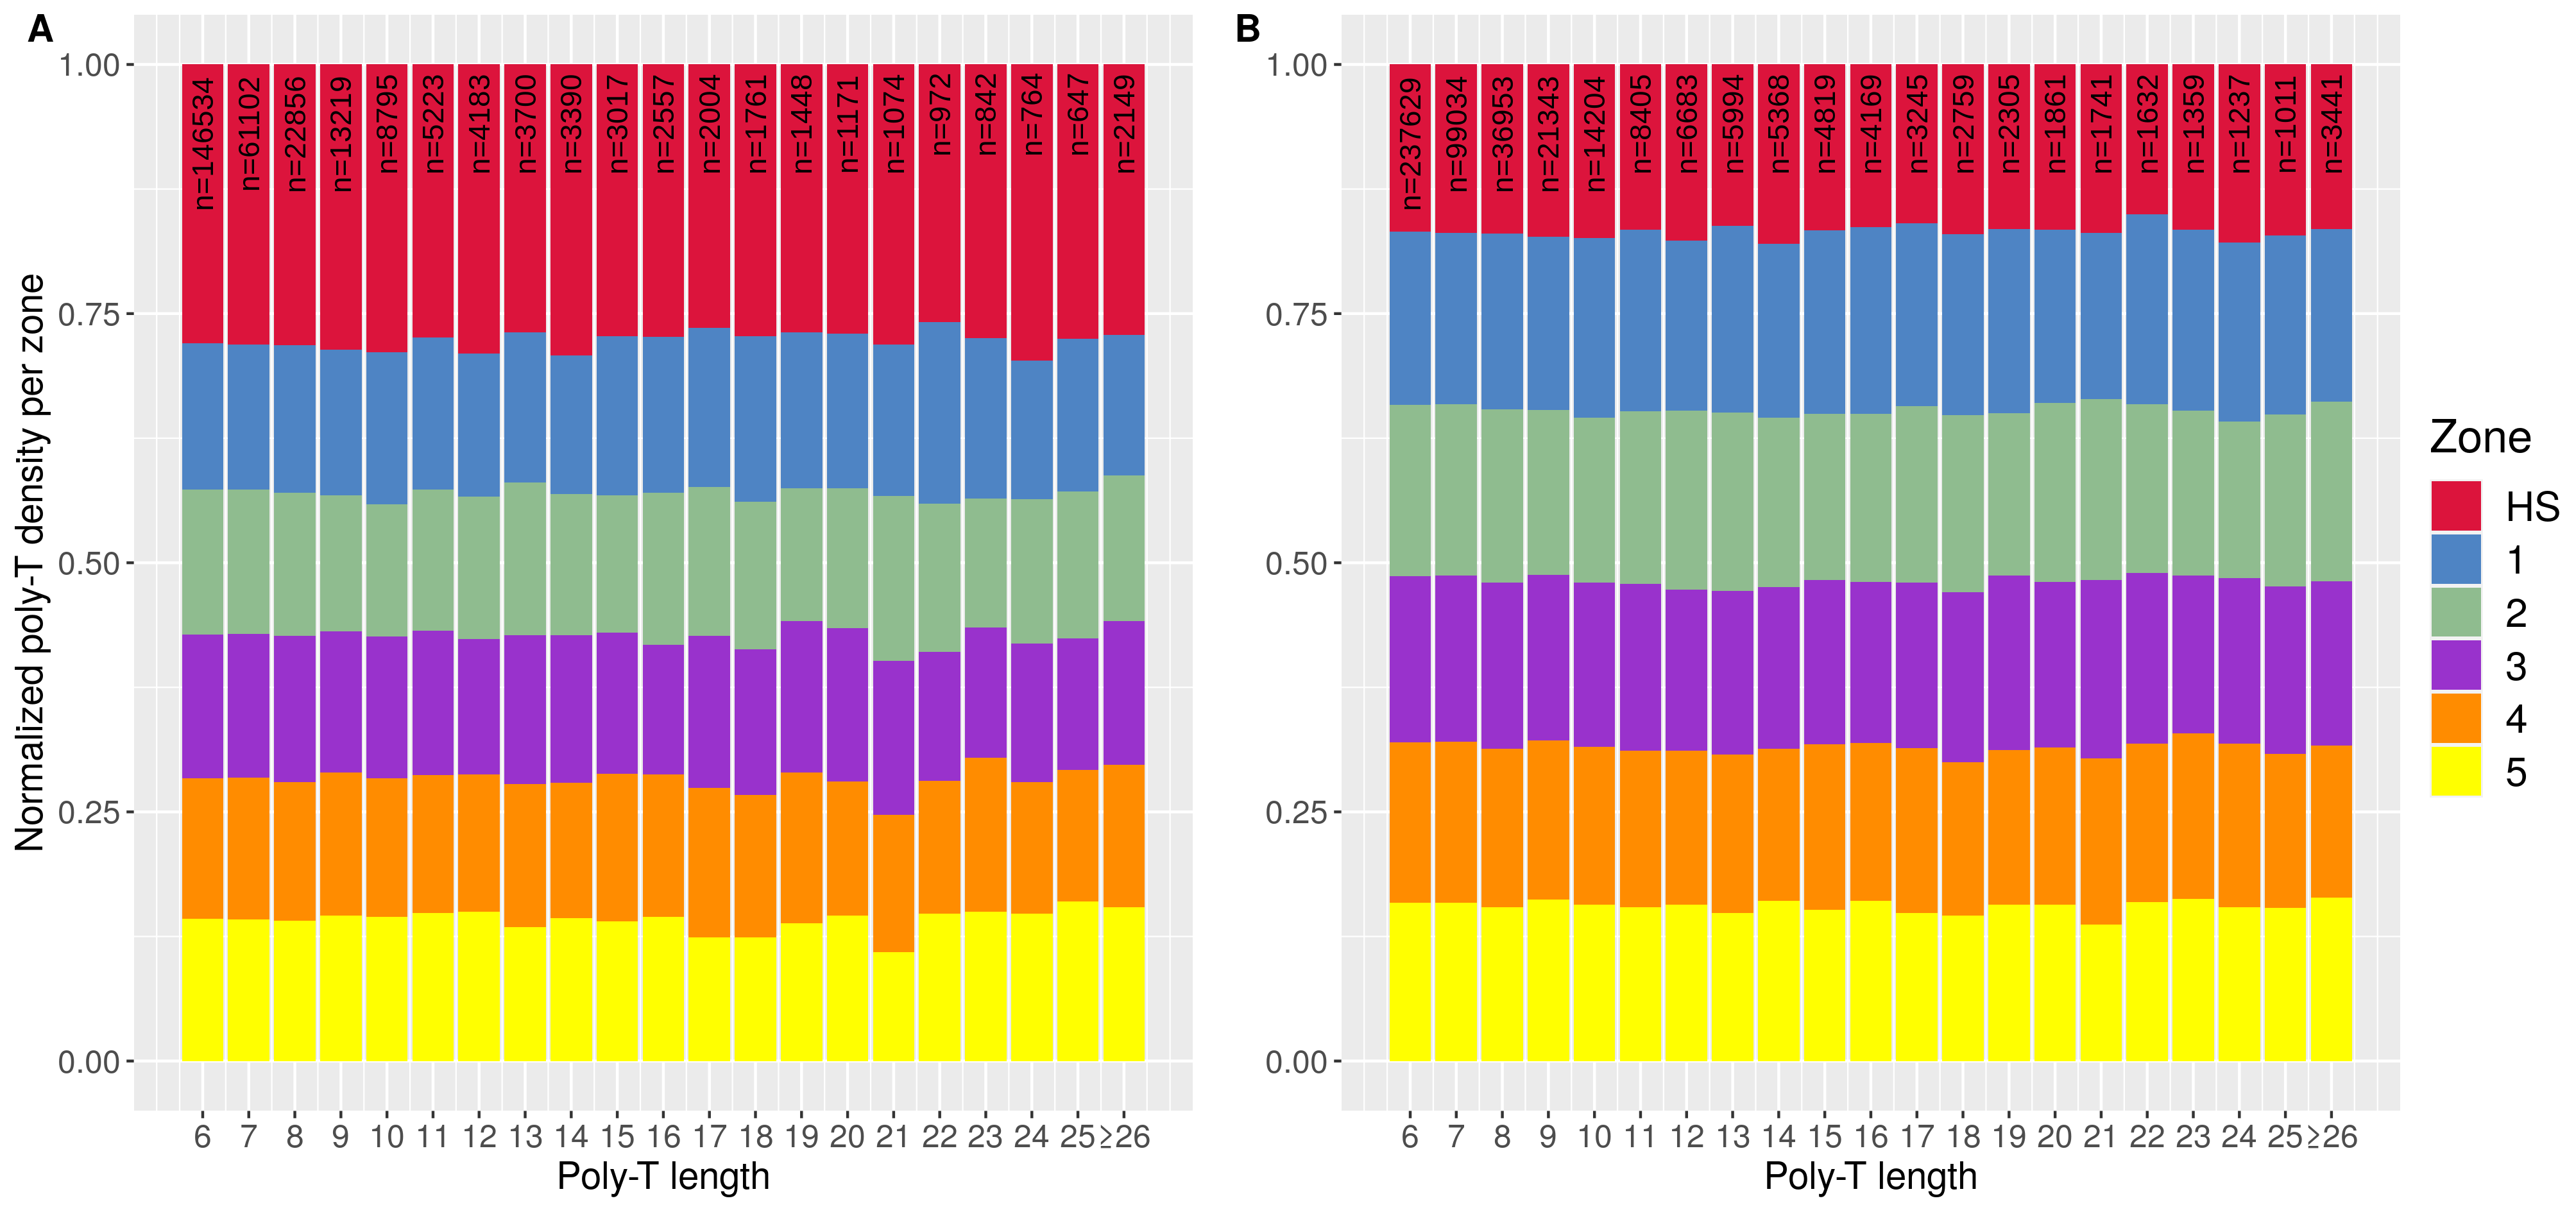 A
Normalized poly-T density per zone
1.00
0.75
0.50
0.25
0.00
n=146534
n=61102
n=22856
n=13219
n=8795
n=5223
n=4183
n=3700
n=3390
n=3017
n=2557
n=2004
n=1761
n=1448
n=1171
n=1074
n=972
n=842
n=764
n=647
n=2149
6 7 8 9 10 11 12 13 14 15 16 17 18 19 20 21 22 23 24 25 ≥26
Poly-T length
B
1.00
0.75
0.50
0.25
0.00
n=237629
n=99034
n=36953
n=21343
n=14204
n=8405
n=6683
n=5994
n=5368
n=4819
n=4169
n=3245
n=2759
n=2305
n=1861
n=1741
n=1632
n=1359
n=1237
n=1011
n=3441
6 7 8 9 10 11 12 13 14 15 16 17 18 19 20 21 22 23 24 25 ≥26
Poly-T length
Zone
HS
1
2
3
4
5